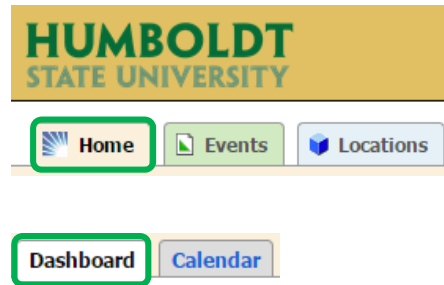 HUMBOLDT
STATE UNIVERSITY
Home Events Locations
Dashboard Calendar